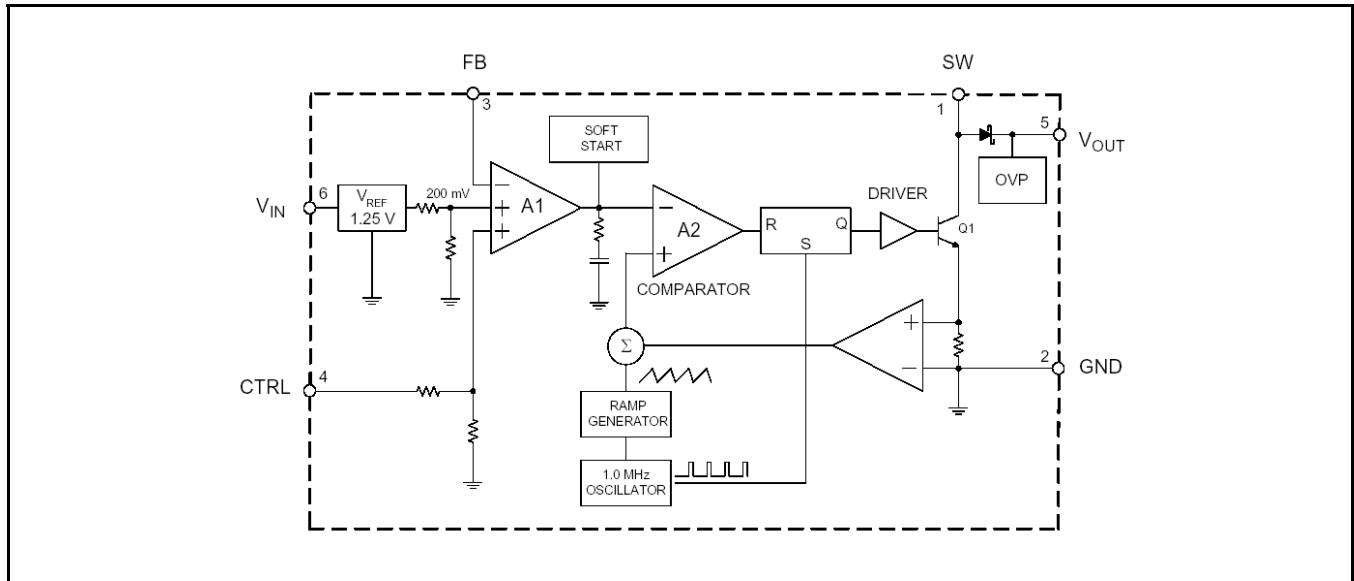 FB
SW
3
1
SOFT
START
5
VOUT
OVP
6
VIN
VREF
1.25 V
200 mV
−
+
+
A1
−
+
A2
COMPARATOR
R
Q
S
DRIVER
Q1
Σ
+
−
2
GND
4
CTRL
RAMP
GENERATOR
1.0 MHz
OSCILLATOR